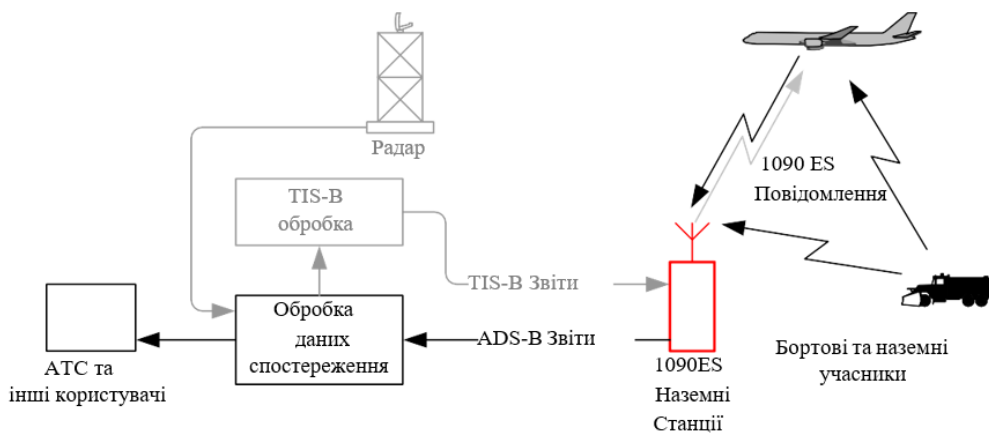 Радар
1090 ES
Повідомлення
TIS-B
обробка
TIS-B Звіти
Обробка
даних
спостереження
ADS-B Звіти
АТС та
інші користувачі
1090ES
Наземні
Станції
Бортові та наземні
учасники